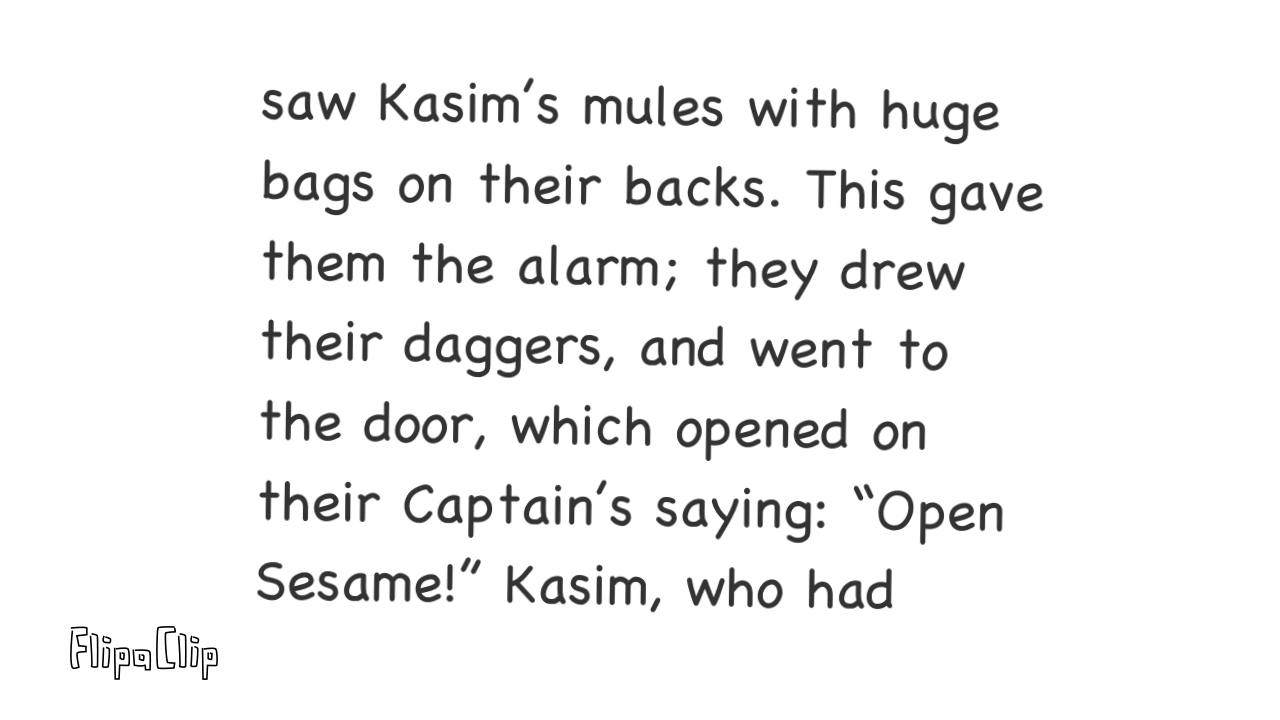 saw Kasim’s mules with huge
bags on their backs. This gave
them the alarm; they drew
their daggers, and went to
the door, which opened on
their Captain’s saying: “Open
Sesame!” Kasim, who had
FlipaClip